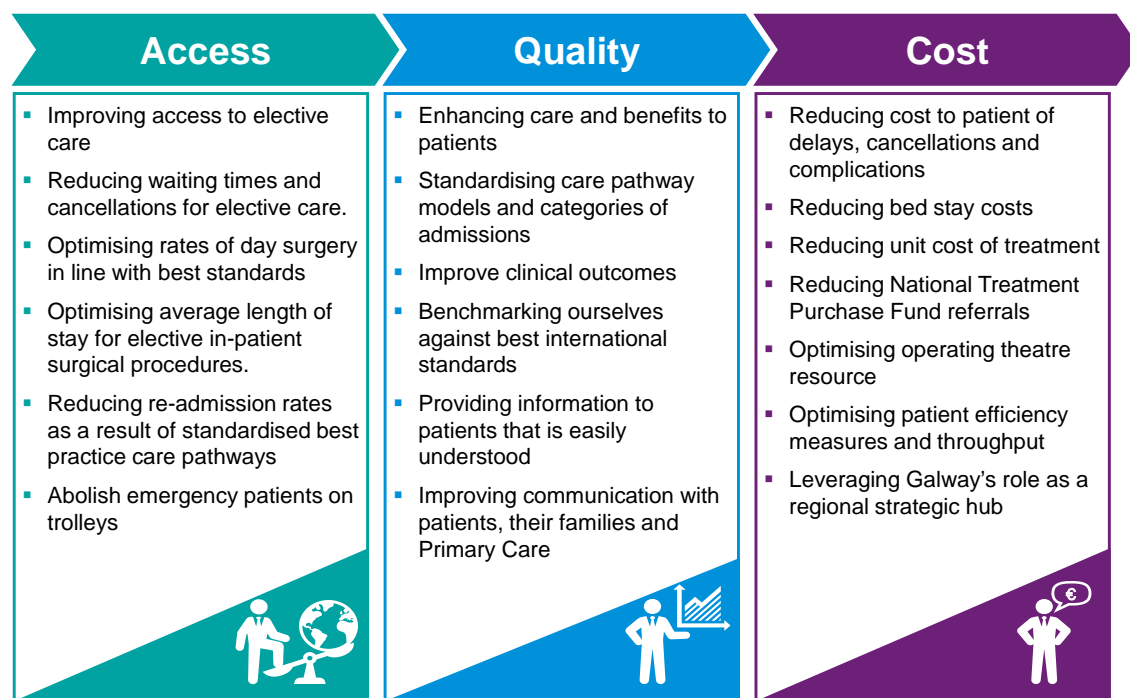 Access
Quality
Cost
▪ Improving access to elective
care
▪ Reducing waiting times and
cancellations for elective care.
▪ Optimising rates of day surgery
in line with best standards
▪ Optimising average length of
stay for elective in-patient
surgical procedures.
▪ Reducing re-admission rates
as a result of standardised best
practice care pathways
▪ Abolish emergency patients on
trolleys
▪ Enhancing care and benefits to
patients
▪ Standardising care pathway
models and categories of
admissions
▪ Improve clinical outcomes
▪ Benchmarking ourselves
against best international
standards
▪ Providing information to
patients that is easily
understood
▪ Improving communication with
patients, their families and
Primary Care
▪ Reducing cost to patient of
delays, cancellations and
complications
▪ Reducing bed stay costs
▪ Reducing unit cost of treatment
▪ Reducing National Treatment
Purchase Fund referrals
▪ Optimising operating theatre
resource
▪ Optimising patient efficiency
measures and throughput
▪ Leveraging Galway's role as a
regional strategic hub
€